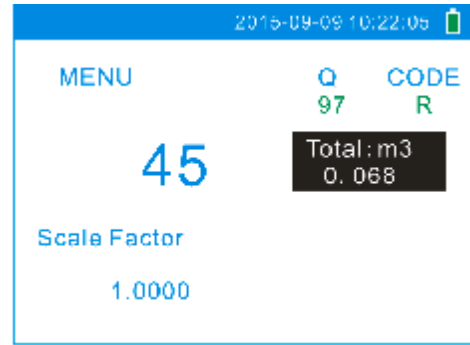 2015-09-09 10:22:05
MENU Q CODE
97 R
45
Total:m3
0.068
Scale Factor
1.0000